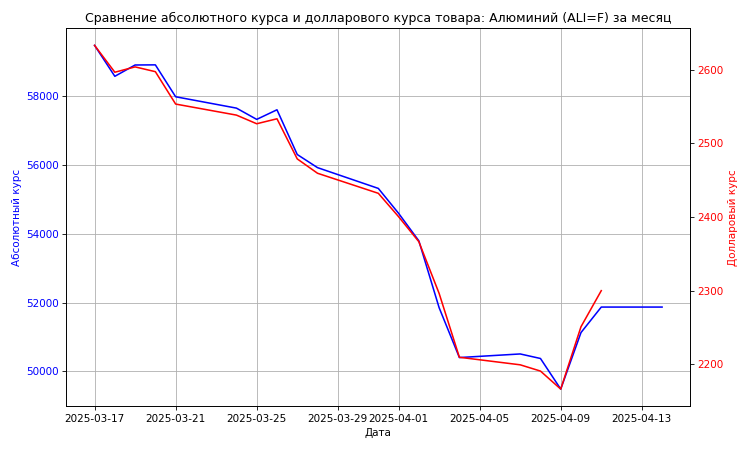 Сравнение абсолютного курса и долларового курса товара: Алюминий (ALI=F) за месяц
Абсолютный курс
58000
56000
54000
52000
50000
2600
2500
2400
2300
2200
Долларовый курс
2025-03-17 2025-03-21 2025-03-25 2025-03-29 2025-04-01 2025-04-05 2025-04-09 2025-04-13
Дата